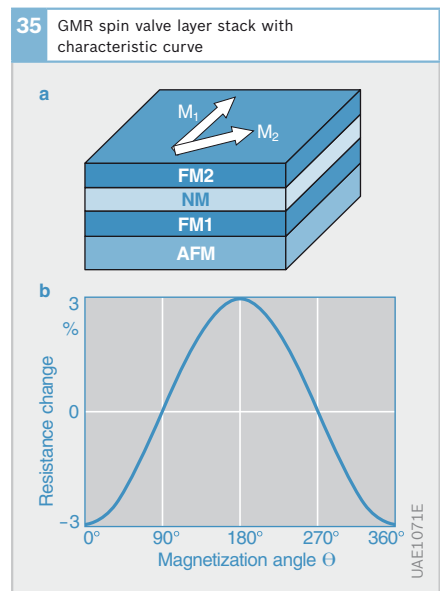 35 GMR spin valve layer stack with
characteristic curve
a
M₁
M₂
FM2
NM
FM1
AFM
b
3
%
0
−3
Resistance change
0° 90° 180° 270° 360°
Magnetization angle Θ
UAE1071E